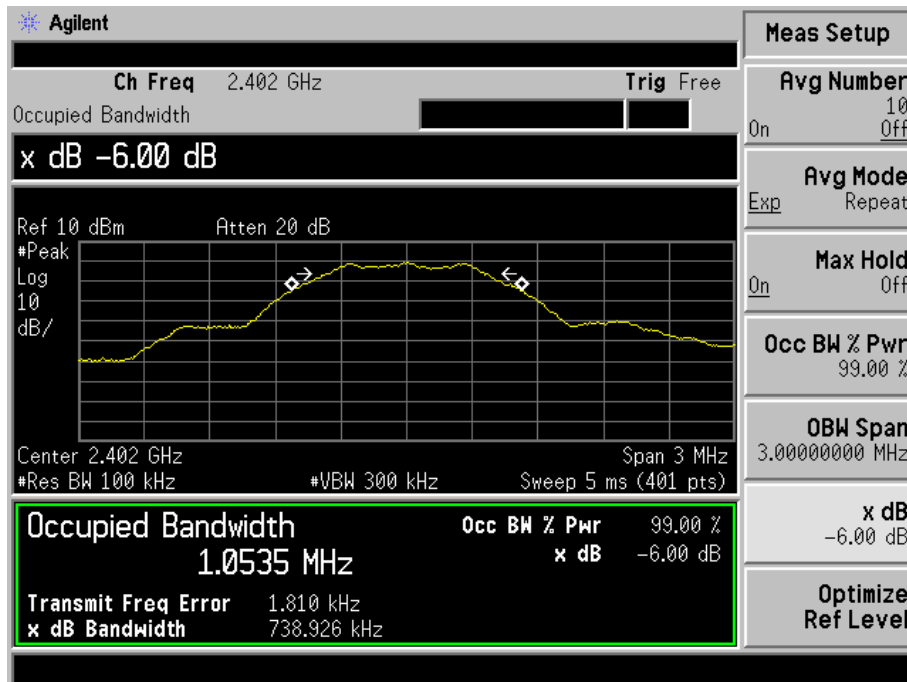 Agilent
Ch Freq 2.402 GHz Trig Free
Occupied Bandwidth
x dB -6.00 dB
Ref 10 dBm Atten 20 dB
#Peak
Log
10
dB/
Center 2.402 GHz Span 3 MHz
#Res BW 100 kHz #VBW 300 kHz Sweep 5 ms (401 pts)
Occupied Bandwidth
1.0535 MHz
Occ BW % Pwr 99.00 %
x dB -6.00 dB
Transmit Freq Error 1.810 kHz
x dB Bandwidth 738.926 kHz
Meas Setup
Avg Number
10
On Off
Avg Mode
Exp Repeat
Max Hold
On Off
Occ BW % Pwr
99.00 %
OBW Span
3.00000000 MHz
x dB
-6.00 dB
Optimize
Ref Level